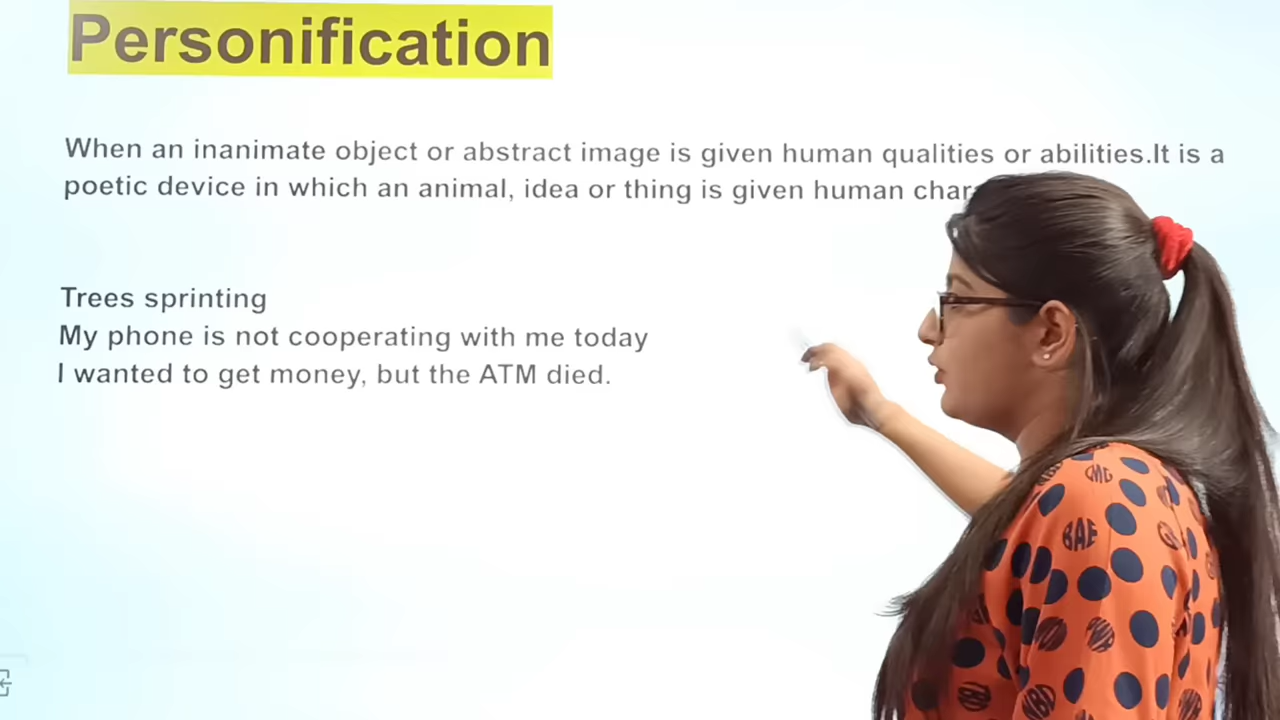 Personification
When an inanimate object or abstract image is given human qualities or abilities.It is a
poetic device in which an animal, idea or thing is given human
Trees sprinting
My phone is not cooperating with me today
I wanted to get money, but the ATM died.
CMG
BAE